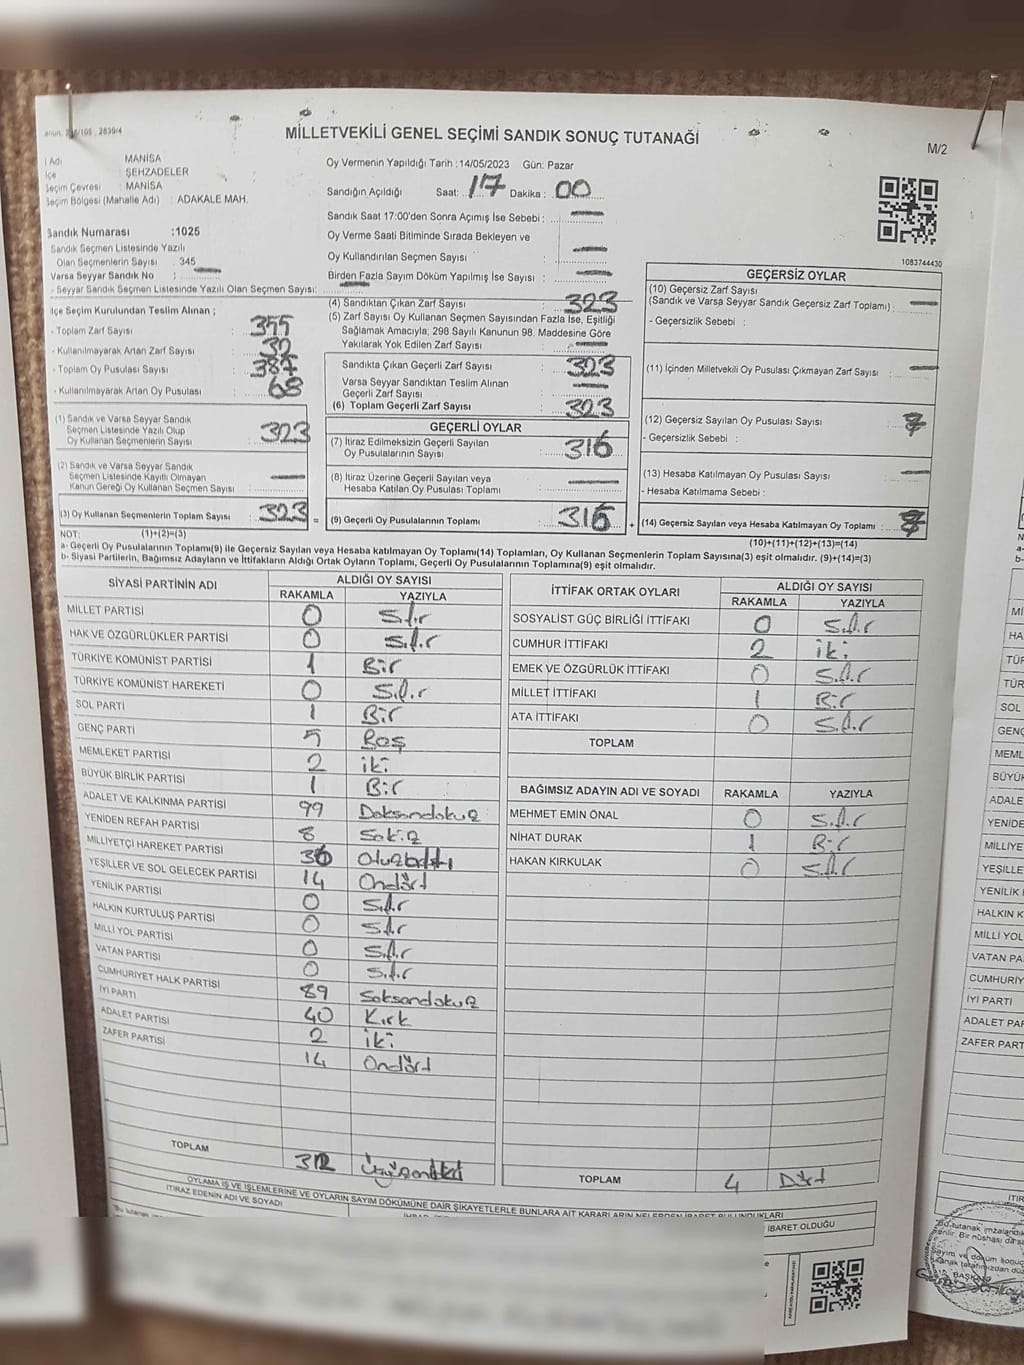 MİLLETVEKİLİ GENEL SEÇİMİ SANDIK SONUÇ TUTANAĞI
M/2
MANİSA
ŞEHZADELER
Seçim Çevresi : MANİSA
Seçim Bölgesi (Mahalle Adı) : ADAKALE MAH.
Oy Vermenin Yapıldığı Tarih :14/05/2023 Gün: Pazar
Sandığın Açıldığı Saat: 17 Dakika : 00
Sandık Saat 17:00'den Sonra Açımış İse Sebebi :
Oy Verme Saati Bitiminde Sırada Bekleyen ve
Oy Kullandırılan Seçmen Sayısı :
Birden Fazla Sayım Döküm Yapılmış İse Sayısı :
1083744430
Sandık Numarası :1025
Sandık Seçmen Listesinde Yazılı
Olan Seçmenlerin Sayısı : 345
Varsa Seyyar Sandık No :
- Seyyar Sandık Seçmen Listesinde Yazılı Olan Seçmen Sayısı:
İlçe Seçim Kurulundan Teslim Alınan ;
- Toplam Zarf Sayısı : 355
- Kullanılmayarak Artan Zarf Sayısı : 32
- Toplam Oy Pusulası Sayısı : 387
- Kullanılmayarak Artan Oy Pusulası : 68
(1) Sandık ve Varsa Seyyar Sandık
Seçmen Listesinde Yazılı Olup
Oy Kullanan Seçmenlerin Sayısı : 323
(2) Sandık ve Varsa Seyyar Sandık
Seçmen Listesinde Kayıtlı Olmayan
Kanun Gereği Oy Kullanan Seçmen Sayısı :
(3) Oy Kullanan Seçmenlerin Toplam Sayısı : 323 =
(4) Sandıktan Çıkan Zarf Sayısı : 323
(5) Zarf Sayısı Oy Kullanan Seçmen Sayısından Fazla İse, Eşitliği
Sağlamak Amacıyla; 298 Sayılı Kanunun 98. Maddesine Göre
Yakılarak Yok Edilen Zarf Sayısı :
Sandıkta Çıkan Geçerli Zarf Sayısı : 323
Varsa Seyyar Sandıktan Teslim Alınan
Geçerli Zarf Sayısı :
(6) Toplam Geçerli Zarf Sayısı : 323
GEÇERLİ OYLAR
(7) İtiraz Edilmeksizin Geçerli Sayılan
Oy Pusulalarının Sayısı : 316
(8) İtiraz Üzerine Geçerli Sayılan veya
Hesaba Katılan Oy Pusulası Toplamı :
(9) Geçerli Oy Pusulalarının Toplamı : 316 +
GEÇERSİZ OYLAR
(10) Geçersiz Zarf Sayısı :
(Sandık ve Varsa Seyyar Sandık Geçersiz Zarf Toplamı)
- Geçersizlik Sebebi :
(11) İçinden Milletvekili Oy Pusulası Çıkmayan Zarf Sayısı :
(12) Geçersiz Sayılan Oy Pusulası Sayısı : 7
- Geçersizlik Sebebi :
(13) Hesaba Katılmayan Oy Pusulası Sayısı :
- Hesaba Katılmama Sebebi :
(14) Geçersiz Sayılan veya Hesaba Katılmayan Oy Toplamı : 7
NOT: (1)+(2)=(3)
(10)+(11)+(12)+(13)=(14)
a- Geçerli Oy Pusulalarının Toplamı(9) ile Geçersiz Sayılan veya Hesaba katılmayan Oy Toplamı(14) Toplamları, Oy Kullanan Seçmenlerin Toplam Sayısına(3) eşit olmalıdır. (9)+(14)=(3)
b- Siyasi Partilerin, Bağımsız Adayların ve İttifakların Aldığı Ortak Oyların Toplamı, Geçerli Oy Pusulalarının Toplamına(9) eşit olmalıdır.
SİYASİ PARTİNİN ADI ALDIĞI OY SAYISI
RAKAMLA YAZIYLA
MİLLET PARTİSİ 0 Sıfır
HAK VE ÖZGÜRLÜKLER PARTİSİ 0 Sıfır
TÜRKİYE KOMÜNİST PARTİSİ 1 Bir
TÜRKİYE KOMÜNİST HAREKETİ 0 Sıfır
SOL PARTİ 1 Bir
GENÇ PARTİ 5 Beş
MEMLEKET PARTİSİ 2 iki
BÜYÜK BİRLİK PARTİSİ 1 Bir
ADALET VE KALKINMA PARTİSİ 99 Doksandokuz
YENİDEN REFAH PARTİSİ 8 Sekiz
MİLLİYETÇİ HAREKET PARTİSİ 36 Otuzaltı
YEŞİLLER VE SOL GELECEK PARTİSİ 14 Ondört
YENİLİK PARTİSİ 0 Sıfır
HALKIN KURTULUŞ PARTİSİ 0 Sıfır
MİLLİ YOL PARTİSİ 0 Sıfır
VATAN PARTİSİ 0 Sıfır
CUMHURİYET HALK PARTİSİ 89 Seksendokuz
İYİ PARTİ 40 Kırk
ADALET PARTİSİ 2 iki
ZAFER PARTİSİ 14 Ondört
TOPLAM 312
İTTİFAK ORTAK OYLARI ALDIĞI OY SAYISI
RAKAMLA YAZIYLA
SOSYALİST GÜÇ BİRLİĞİ İTTİFAKI 0 Sıfır
CUMHUR İTTİFAKI 2 iki
EMEK VE ÖZGÜRLÜK İTTİFAKI 0 Sıfır
MİLLET İTTİFAKI 1 Bir
ATA İTTİFAKI 0 Sıfır
TOPLAM
BAĞIMSIZ ADAYIN ADI VE SOYADI RAKAMLA YAZIYLA
MEHMET EMİN ÖNAL 0 Sıfır
NİHAT DURAK 1 Bir
HAKAN KIRKULAK 0 Sıfır
TOPLAM 4 Dört
OYLAMA İŞ VE İŞLEMLERİNE VE OYLARIN SAYIM DÖKÜMÜNE DAİR ŞİKAYETLERLE BUNLARA AİT KARARLARIN NELERDEN İBARET BULUNDUKLARI
İTİRAZ EDENİN ADI VE SOYADI
İBARET OLDUĞU